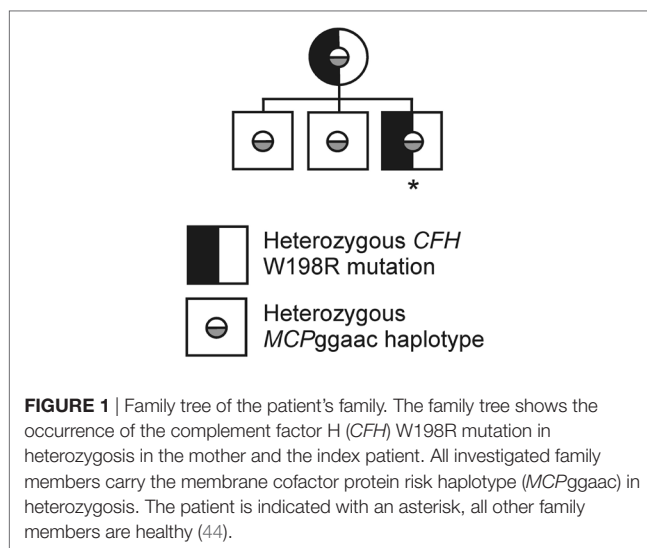 *
Heterozygous CFH
W198R mutation
Heterozygous
MCPggaac haplotype
FIGURE 1 | Family tree of the patient's family. The family tree shows the
occurrence of the complement factor H (CFH) W198R mutation in
heterozygosis in the mother and the index patient. All investigated family
members carry the membrane cofactor protein risk haplotype (MCPggaac) in
heterozygosis. The patient is indicated with an asterisk, all other family
members are healthy (44).